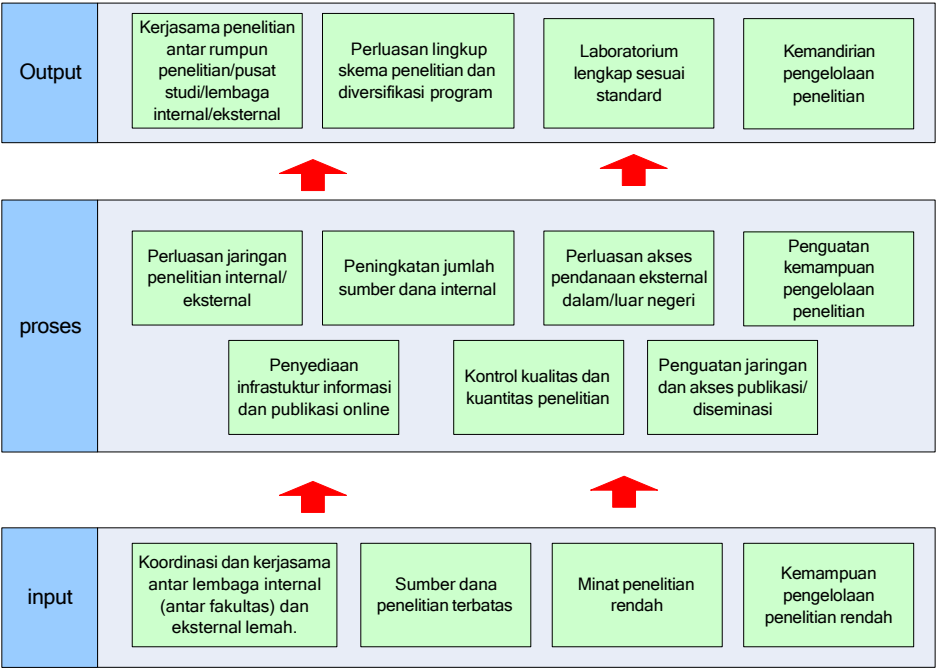 Output
Kerjasama penelitian
antar rumpun
penelitian/pusat
studi/lembaga
internal/eksternal
Perluasan lingkup
skema penelitian dan
diversifikasi program
Laboratorium
lengkap sesuai
standard
Kemandirian
pengelolaan
penelitian
proses
Perluasan jaringan
penelitian internal/
eksternal
Peningkatan jumlah
sumber dana internal
Perluasan akses
pendanaan eksternal
dalam/luar negeri
Penguatan
kemampuan
pengelolaan
penelitian
Penyediaan
infrastuktur informasi
dan publikasi online
Kontrol kualitas dan
kuantitas penelitian
Penguatan jaringan
dan akses publikasi/
diseminasi
input
Koordinasi dan kerjasama
antar lembaga internal
(antar fakultas) dan
eksternal lemah.
Sumber dana
penelitian terbatas
Minat penelitian
rendah
Kemampuan
pengelolaan
penelitian rendah